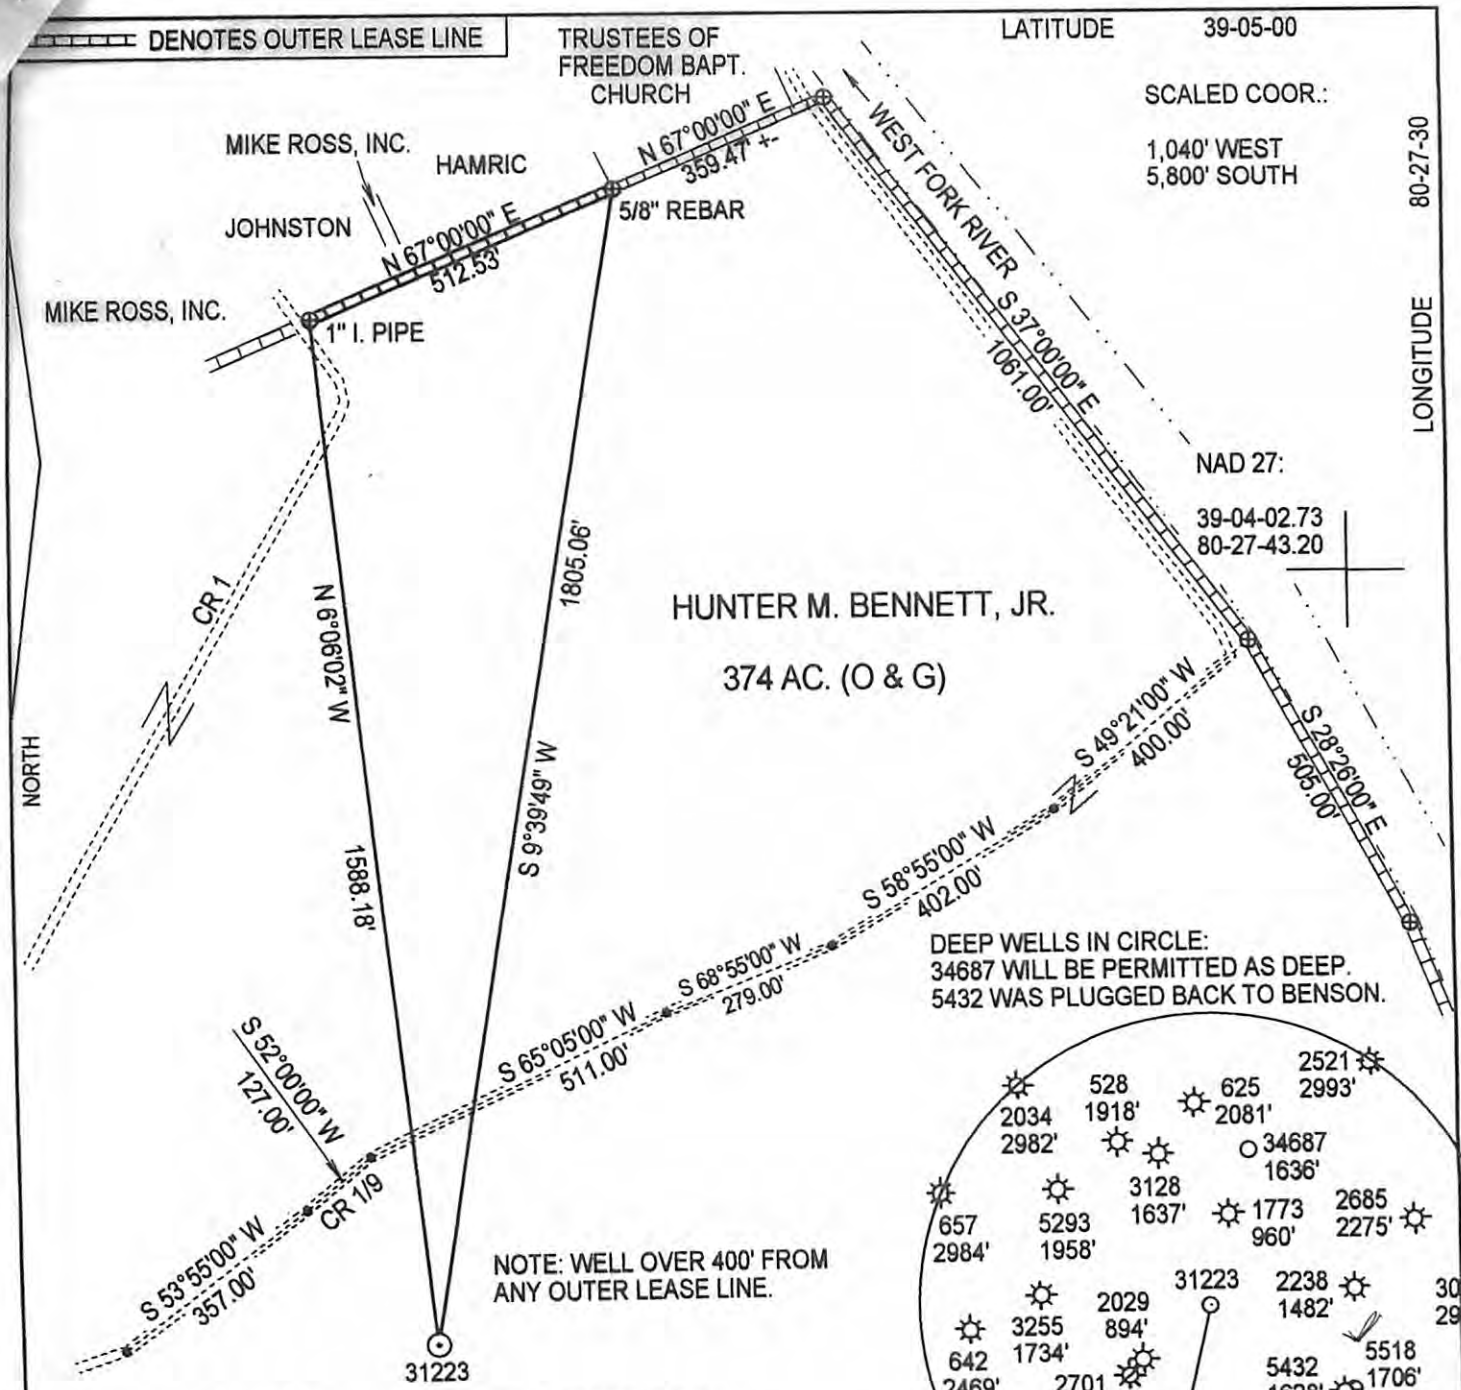 DENOTES OUTER LEASE LINE
TRUSTEES OF
FREEDOM BAPT.
CHURCH
LATITUDE 39-05-00
SCALED COOR.:
1,040' WEST
5,800' SOUTH
80-27-30
LONGITUDE
MIKE ROSS, INC.
HAMRIC
JOHNSTON
MIKE ROSS, INC.
N 67°00'00" E
359.47' +-
N 67°00'00" E
512.53'
5/8" REBAR
1" I. PIPE
WEST FORK RIVER
S 37°00'00" E
1061.00'
NAD 27:
39-04-02.73
80-27-43.20
CR 1
N 6°06'02" W
1588.18'
1805.06'
S 9°39'49" W
HUNTER M. BENNETT, JR.
374 AC. (O & G)
NORTH
S 49°21'00" W
400.00'
S 28°26'00" E
505.00'
S 58°55'00" W
402.00'
S 68°55'00" W
279.00'
S 65°05'00" W
511.00'
S 52°00'00" W
127.00'
CR 1/9
S 53°55'00" W
357.00'
DEEP WELLS IN CIRCLE:
34687 WILL BE PERMITTED AS DEEP.
5432 WAS PLUGGED BACK TO BENSON.
NOTE: WELL OVER 400' FROM
ANY OUTER LEASE LINE.
31223
2521
2993'
2034
2982'
528
1918'
625
2081'
34687
1636'
3128
1637'
657
2984'
5293
1958'
1773
960'
2685
2275'
31223
2238
1482'
30
29
3255
1734'
2029
894'
642
2469'
2701
5432
5518
1706'